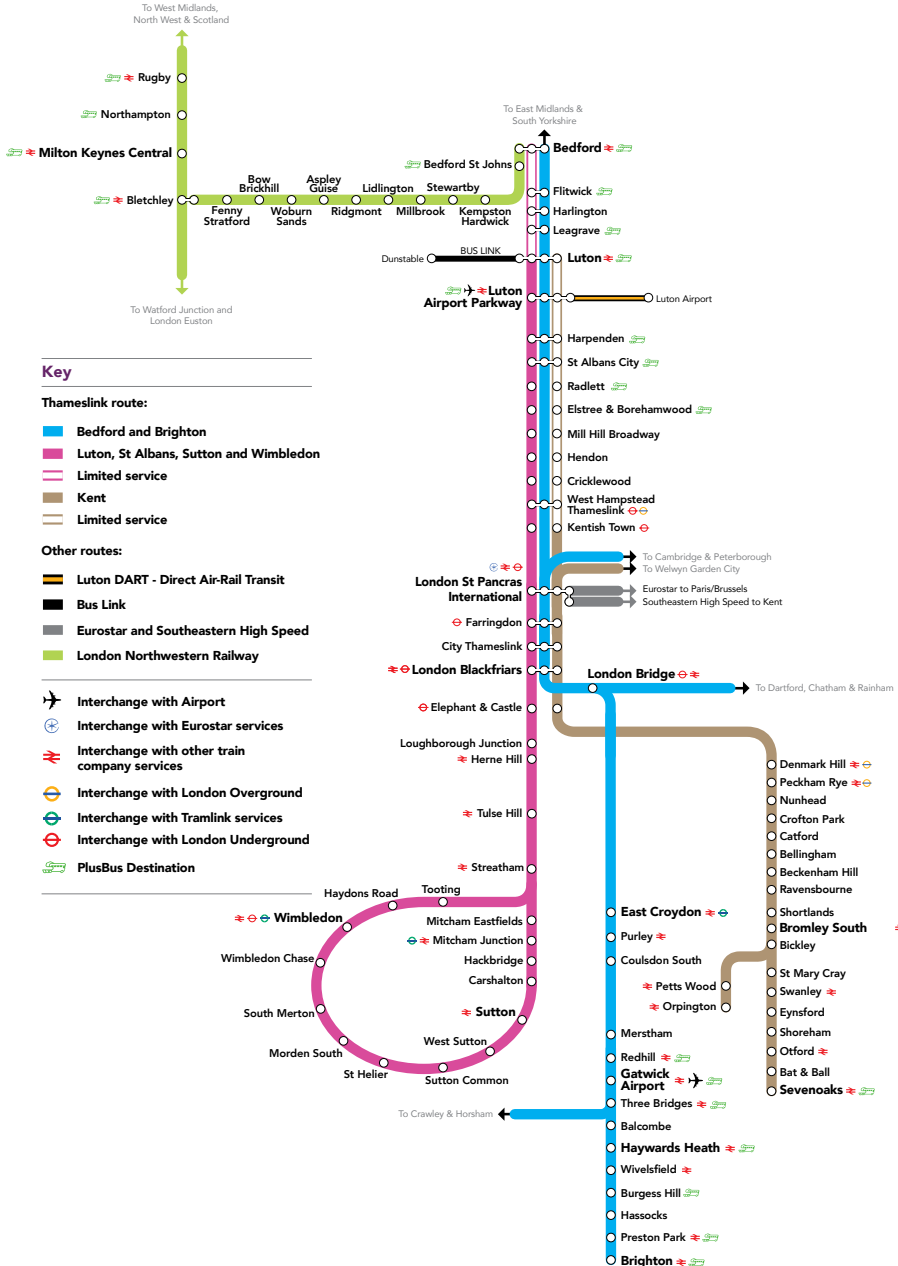 To West Midlands,
North West & Scotland
Rugby
Northampton
Milton Keynes Central
Bletchley
To Watford Junction and
London Euston
Fenny
Stratford
Bow
Brickhill
Woburn
Sands
Aspley
Guise
Ridgmont
Lidlington
Millbrook
Stewartby
Kempston
Hardwick
Bedford St Johns
To East Midlands &
South Yorkshire
Bedford
Flitwick
Harlington
Leagrave
Dunstable
BUS LINK
Luton
Luton
Airport Parkway
Luton Airport
Harpenden
St Albans City
Radlett
Elstree & Borehamwood
Mill Hill Broadway
Hendon
Cricklewood
West Hampstead
Thameslink
Kentish Town
To Cambridge & Peterborough
To Welwyn Garden City
London St Pancras
International
Eurostar to Paris/Brussels
Southeastern High Speed to Kent
Farringdon
City Thameslink
London Blackfriars
London Bridge
To Dartford, Chatham & Rainham
Elephant & Castle
Loughborough Junction
Herne Hill
Tulse Hill
Streatham
Tooting
Haydons Road
Wimbledon
Wimbledon Chase
South Merton
Morden South
St Helier
Sutton Common
West Sutton
Sutton
Carshalton
Hackbridge
Mitcham Junction
Mitcham Eastfields
Denmark Hill
Peckham Rye
Nunhead
Crofton Park
Catford
Bellingham
Beckenham Hill
Ravensbourne
Shortlands
Bromley South
Bickley
Petts Wood
Orpington
St Mary Cray
Swanley
Eynsford
Shoreham
Otford
Bat & Ball
Sevenoaks
East Croydon
Purley
Coulsdon South
Merstham
Redhill
Gatwick
Airport
Three Bridges
To Crawley & Horsham
Balcombe
Haywards Heath
Wivelsfield
Burgess Hill
Hassocks
Preston Park
Brighton
Key
Thameslink route:
Bedford and Brighton
Luton, St Albans, Sutton and Wimbledon
Limited service
Kent
Limited service
Other routes:
Luton DART - Direct Air-Rail Transit
Bus Link
Eurostar and Southeastern High Speed
London Northwestern Railway
Interchange with Airport
Interchange with Eurostar services
Interchange with other train
company services
Interchange with London Overground
Interchange with Tramlink services
Interchange with London Underground
PlusBus Destination